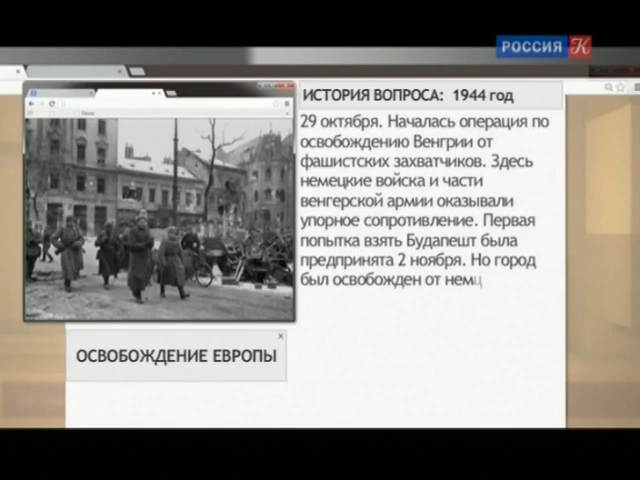 РОССИЯ К
ИСТОРИЯ ВОПРОСА: 1944 год
29 октября. Началась операция по
освобождению Венгрии от
фашистских захватчиков. Здесь
немецкие войска и части
венгерской армии оказывали
упорное сопротивление. Первая
попытка взять Будапешт была
предпринята 2 ноября. Но город
был освобожден от немц
ОСВОБОЖДЕНИЕ ЕВРОПЫ